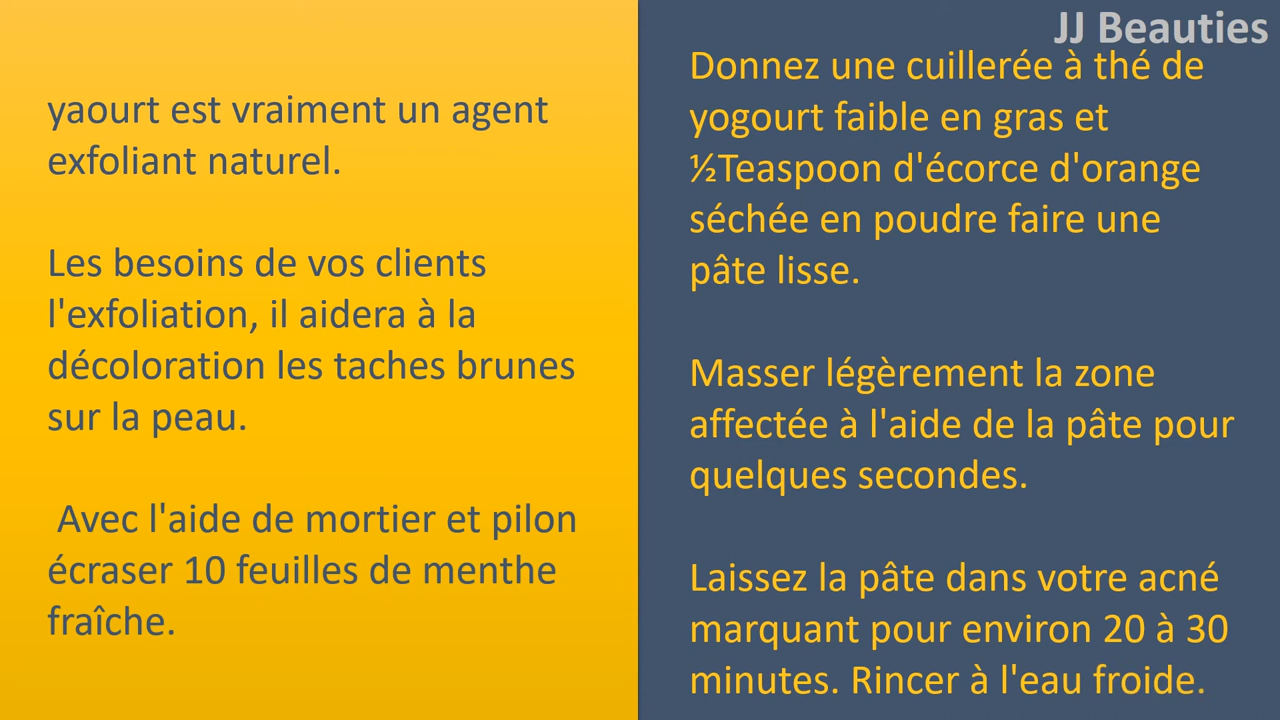 yaourt est vraiment un agent
exfoliant naturel.
Les besoins de vos clients
l'exfoliation, il aidera à la
décoloration les taches brunes
sur la peau.
Avec l'aide de mortier et pilon
écraser 10 feuilles de menthe
fraîche.
JJ Beauties
Donnez une cuillerée à thé de
yogourt faible en gras et
½Teaspoon d'écorce d'orange
séchée en poudre faire une
pâte lisse.
Masser légèrement la zone
affectée à l'aide de la pâte pour
quelques secondes.
Laissez la pâte dans votre acné
marquant pour environ 20 à 30
minutes. Rincer à l'eau froide.